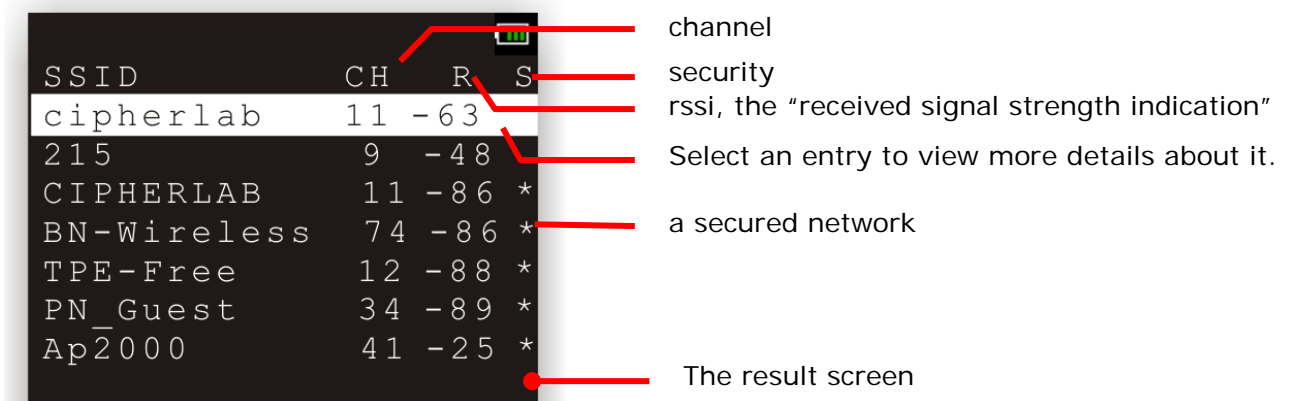 SSID CH R S
cipherlab 11 -63
215 9 -48
CIPHERLAB 11 -86 *
BN-Wireless 74 -86 *
TPE-Free 12 -88 *
PN_Guest 34 -89 *
Ap2000 41 -25 *
channel
security
rssi, the “received signal strength indication”
Select an entry to view more details about it.
a secured network
The result screen